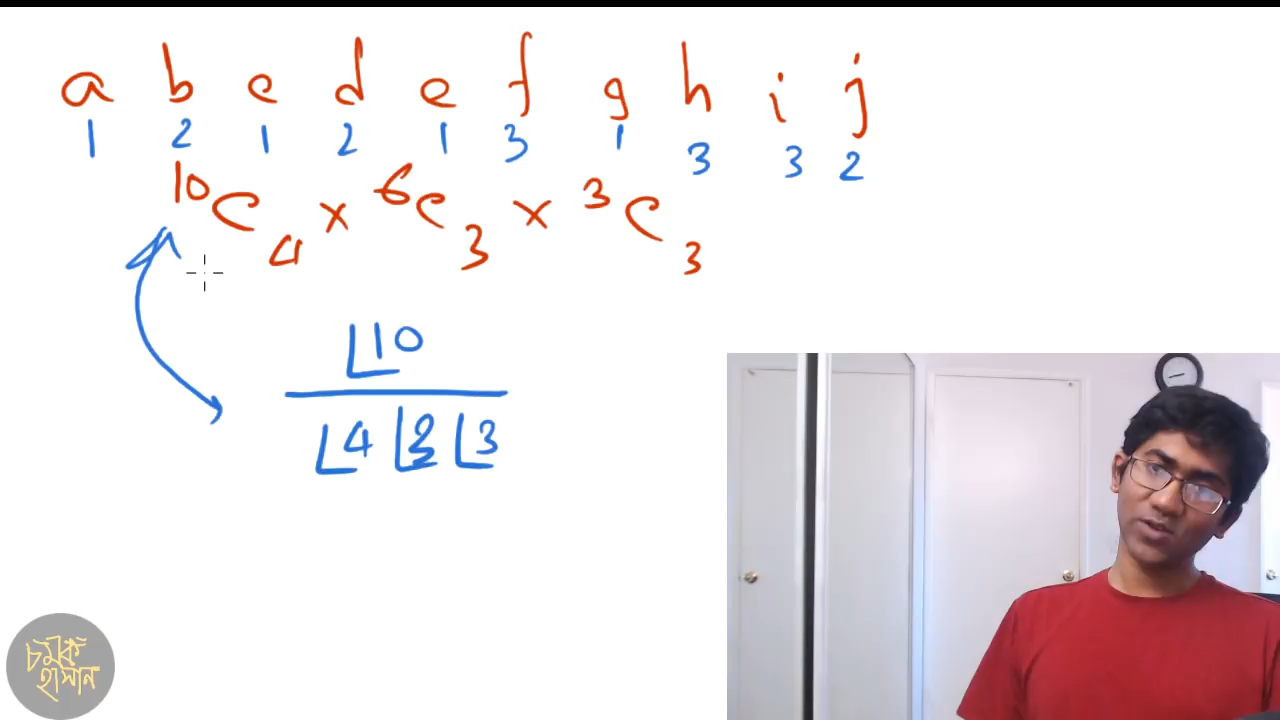 a b c d e f g h i j
1 2 1 2 1 3 1 3 3 2
¹⁰C₄ × ⁶C₃ × ³C₃
⌊10
⌊4 ⌊3 ⌊3
চমক
হাসান